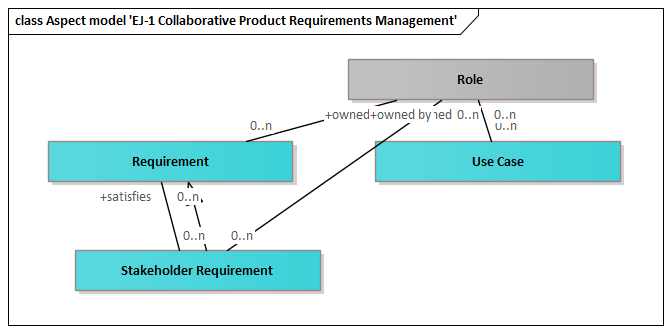 class Aspect model 'EJ-1 Collaborative Product Requirements Management'
Role
+owned
+owned by
0..n
0..n
0..n
0..n
Requirement
Use Case
+satisfies
0..n
0..n
0..n
Stakeholder Requirement